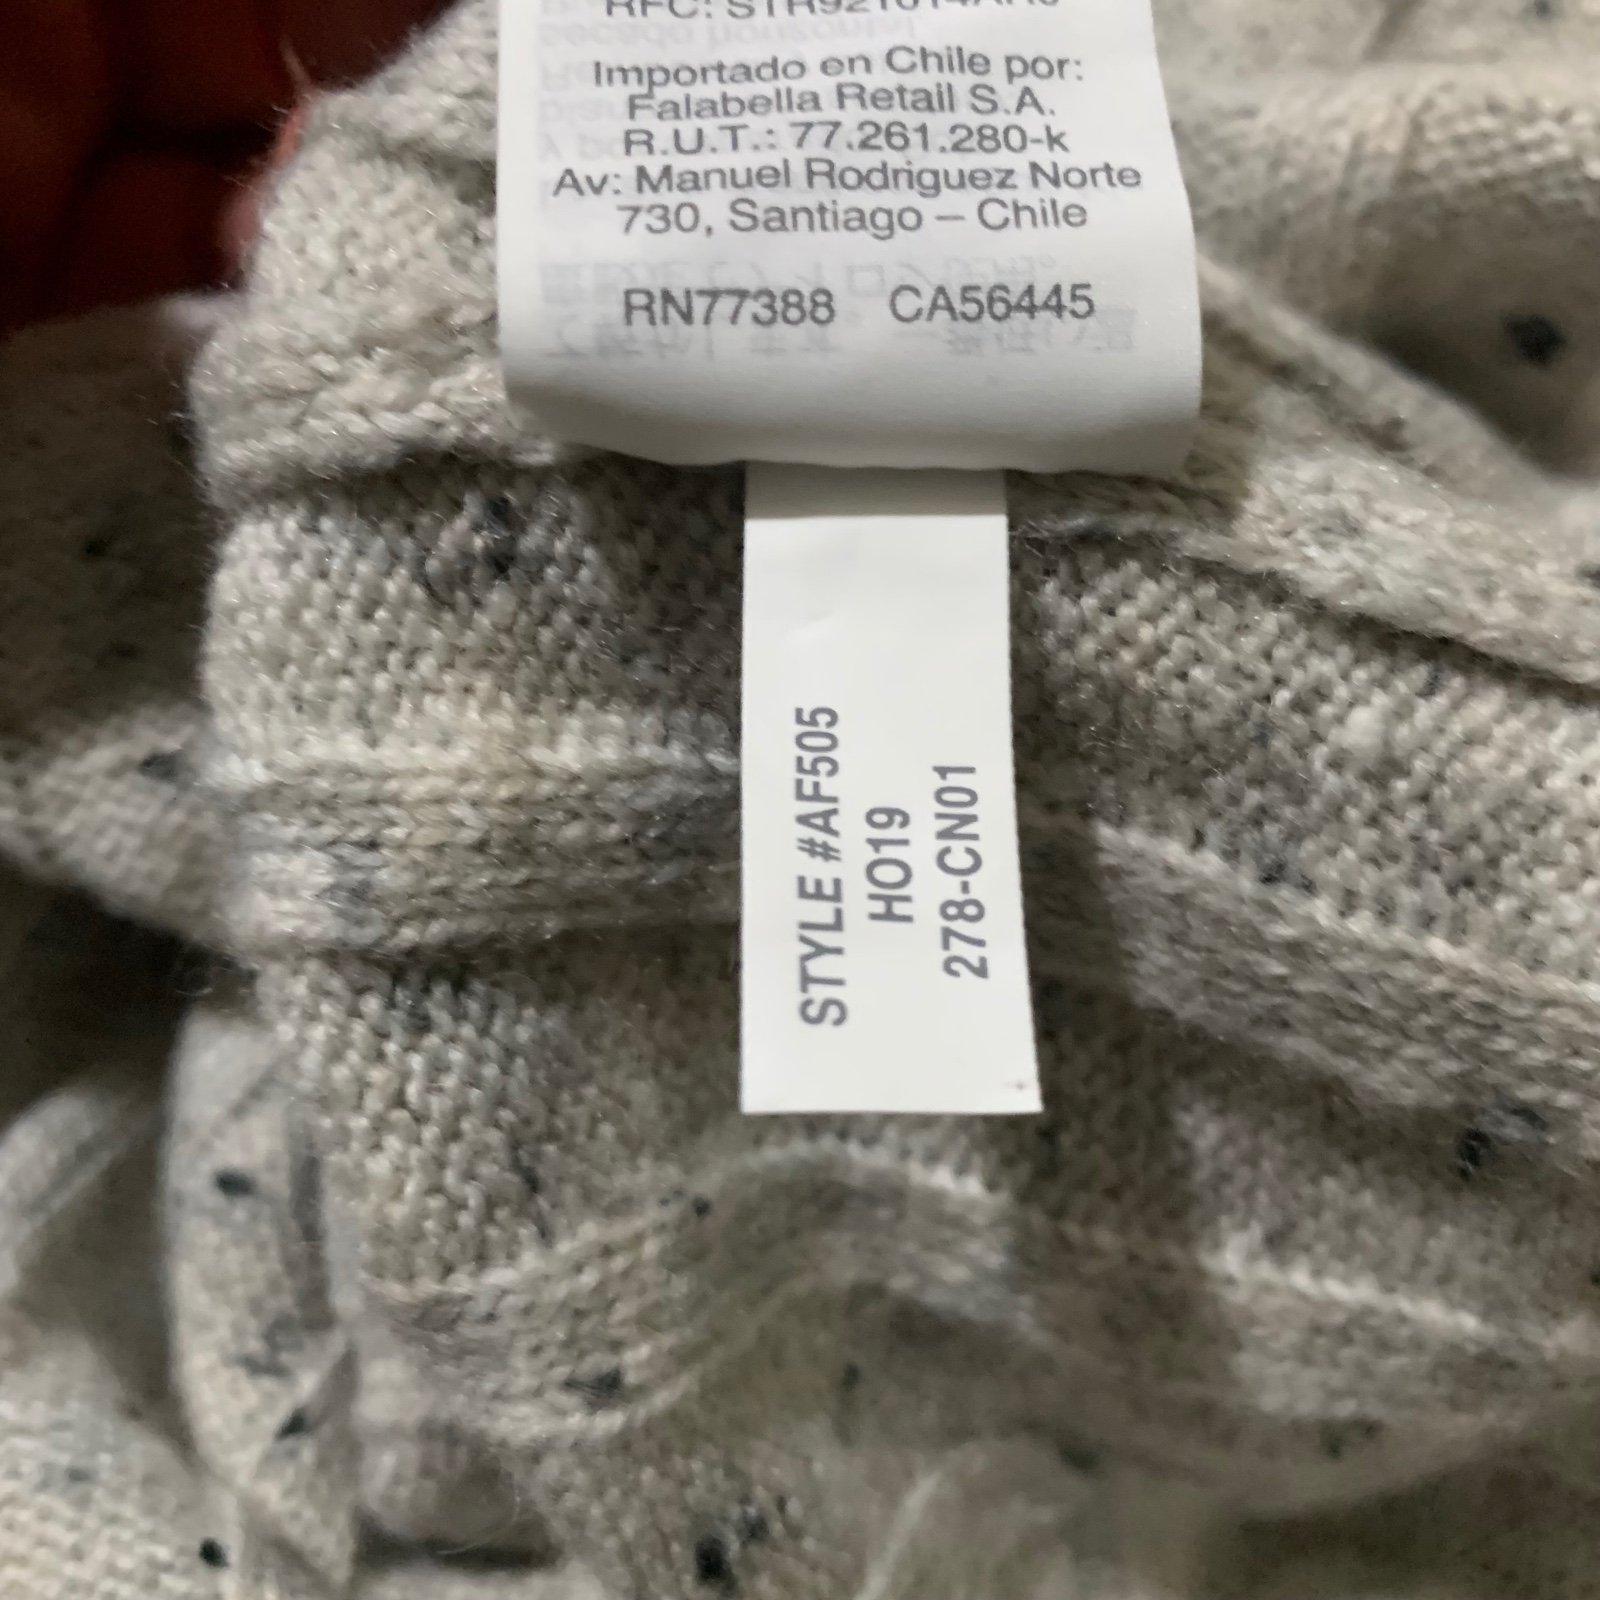 Importado en Chile por:
Falabella Retail S.A.
R.U.T.: 77.261.280-k
Av: Manuel Rodriguez Norte
730, Santiago – Chile
RN77388 CA56445
STYLE #AF505
HO19
278-CN01